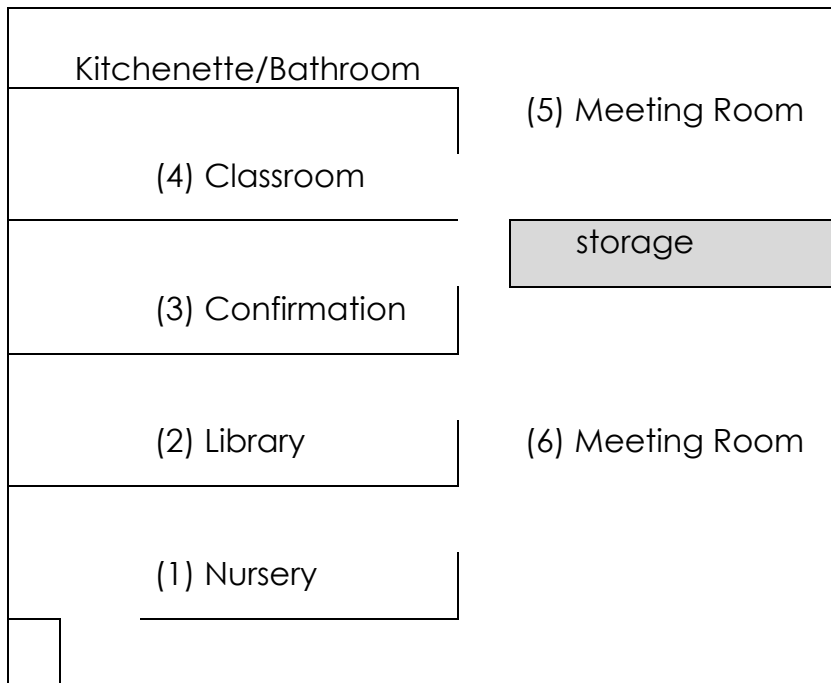 Kitchenette/Bathroom
(5) Meeting Room
(4) Classroom
storage
(3) Confirmation
(2) Library
(6) Meeting Room
(1) Nursery